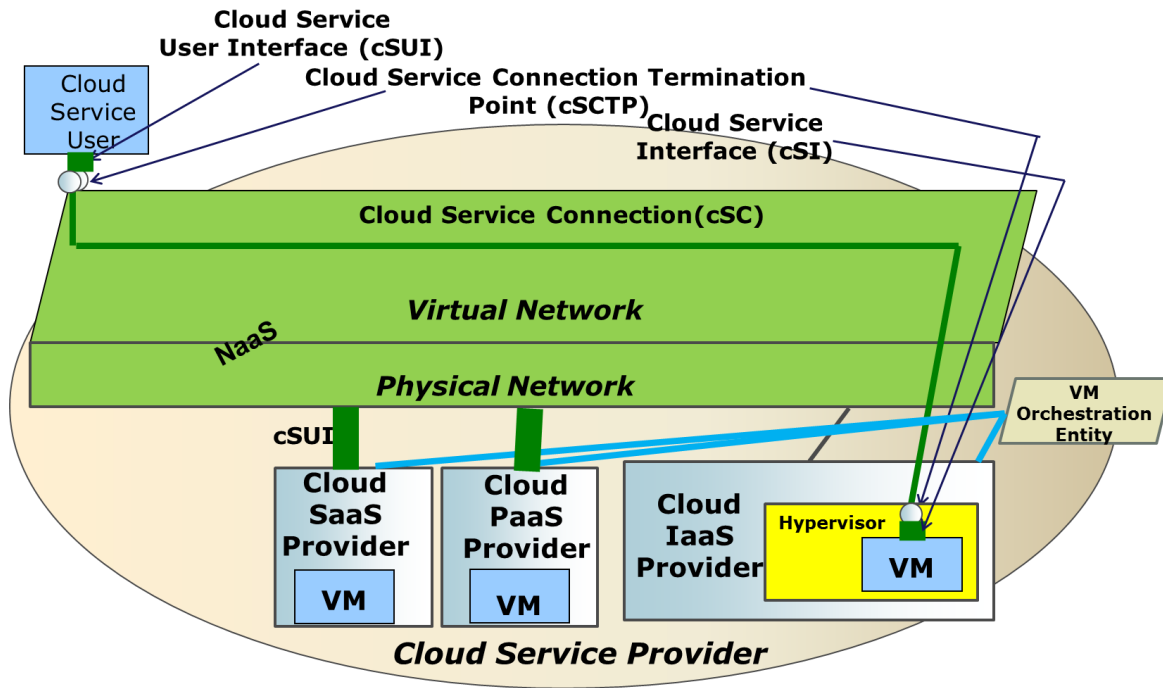 Cloud Service
User Interface (cSUI)
Cloud Service Connection Termination
Point (cSCTP)
Cloud Service
Interface (cSI)
Cloud
Service
User
Cloud Service Connection(cSC)
Virtual Network
NaaS
Physical Network
VM
Orchestration
Entity
cSUI
Cloud
SaaS
Provider
VM
Cloud
PaaS
Provider
VM
Cloud
IaaS
Provider
Hypervisor
VM
Cloud Service Provider